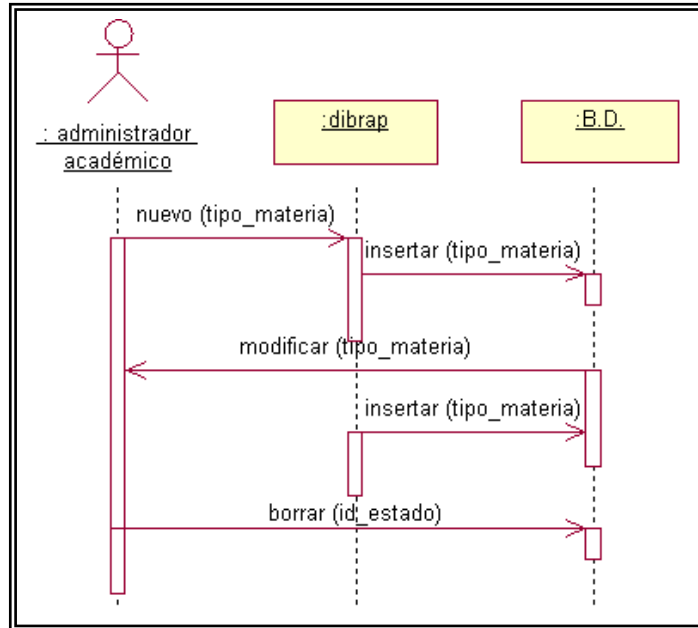 : administrador
académico
:dibrap
:B.D.
nuevo (tipo_materia)
insertar (tipo_materia)
modificar (tipo_materia)
insertar (tipo_materia)
borrar (id_estado)